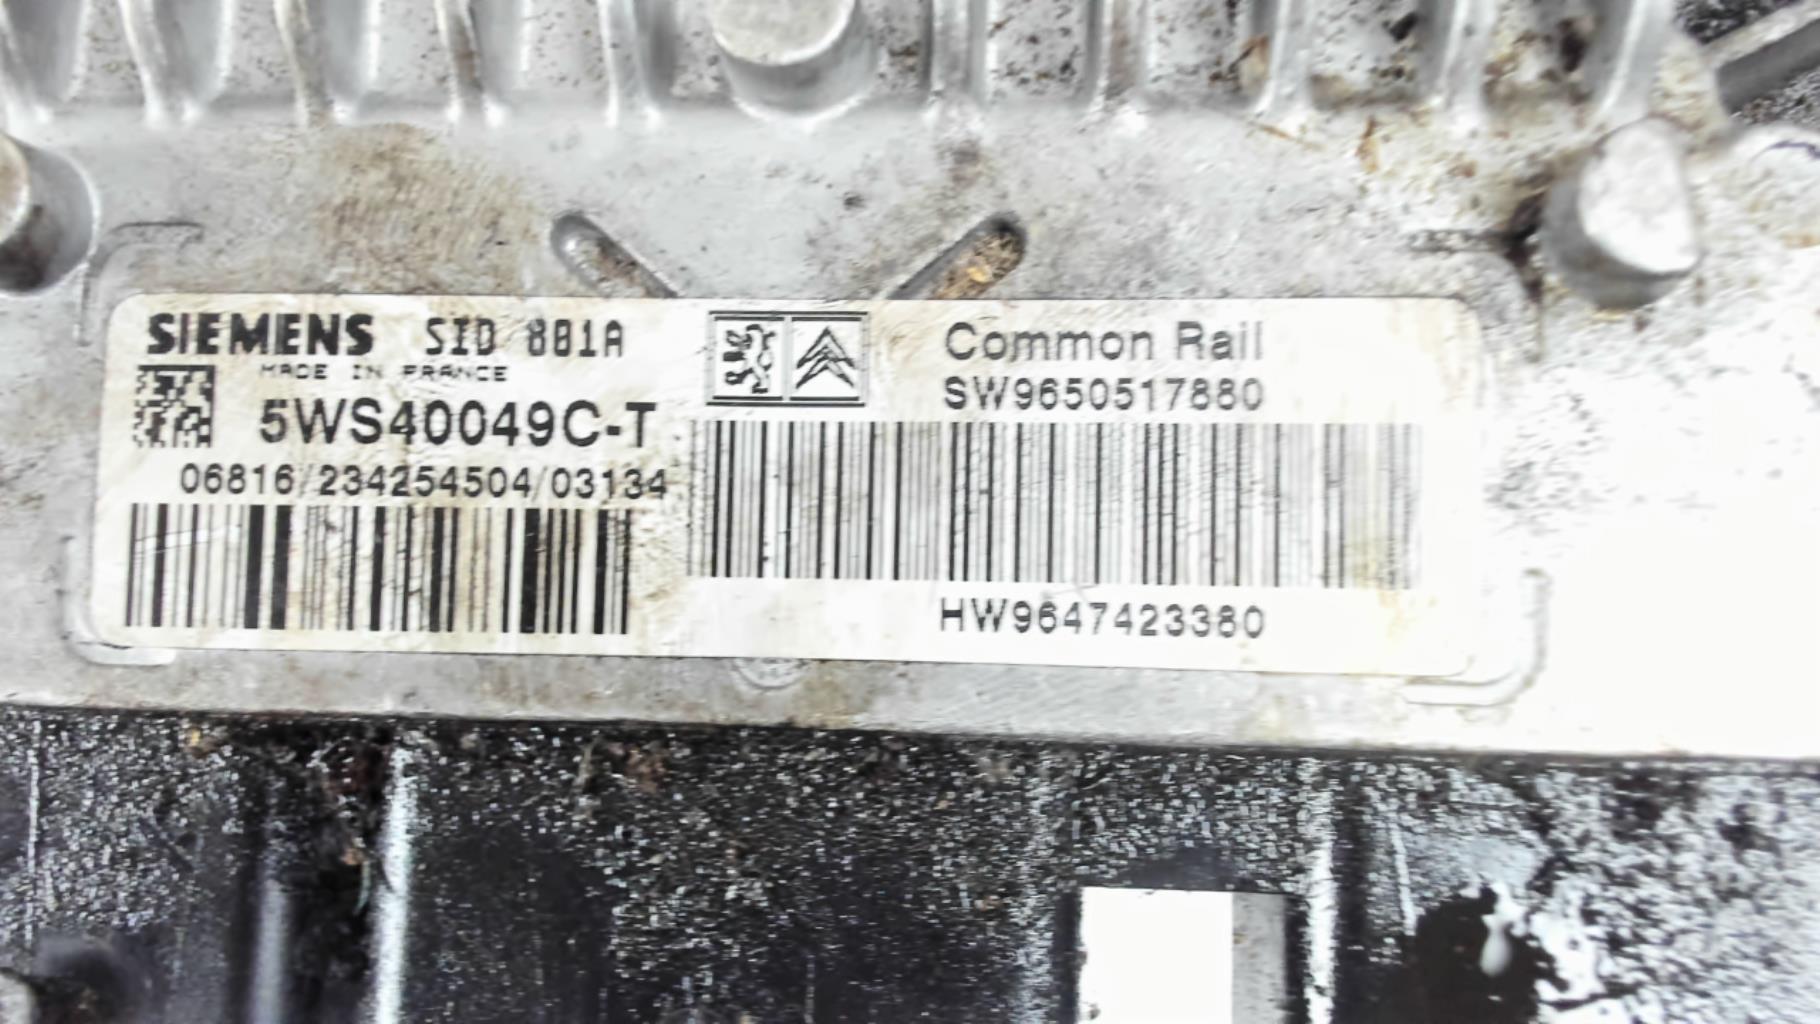 SIEMENS SID 801A
MADE IN FRANCE
5WS40049C-T
06816/234254504/03134
Common Rail
SW9650517880
HW9647423380